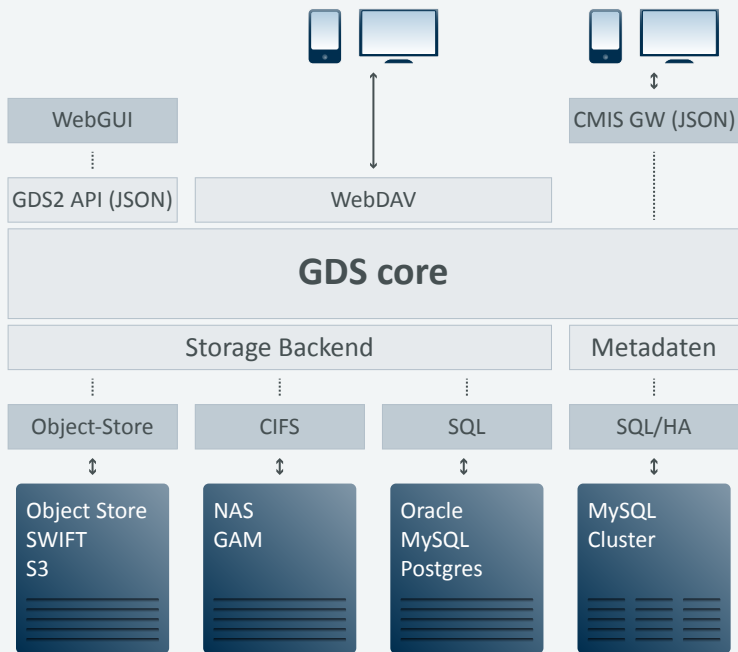 WebGUI
CMIS GW (JSON)
GDS2 API (JSON)
WebDAV
GDS core
Storage Backend
Metadaten
Object-Store
CIFS
SQL
SQL/HA
Object Store
SWIFT
S3
NAS
GAM
Oracle
MySQL
Postgres
MySQL
Cluster